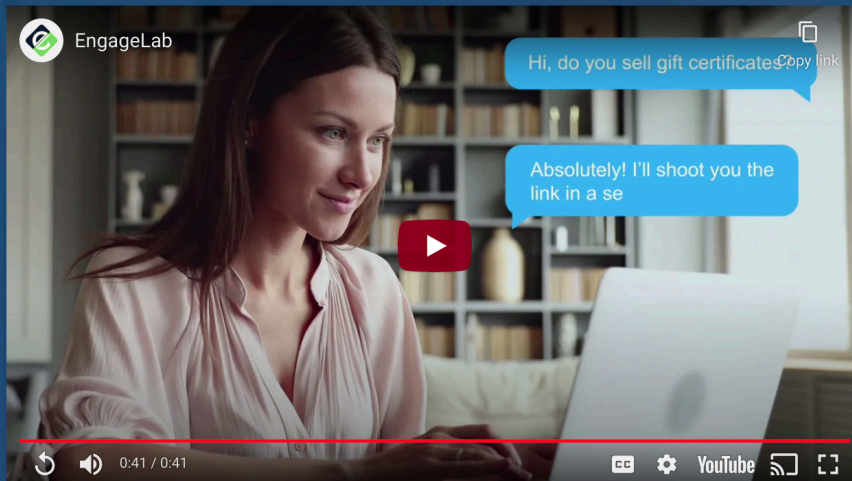 EngageLab
Copy link
Hi, do you sell gift certificates?
Absolutely! I'll shoot you the
link in a se
0:41 / 0:41
CC
YouTube